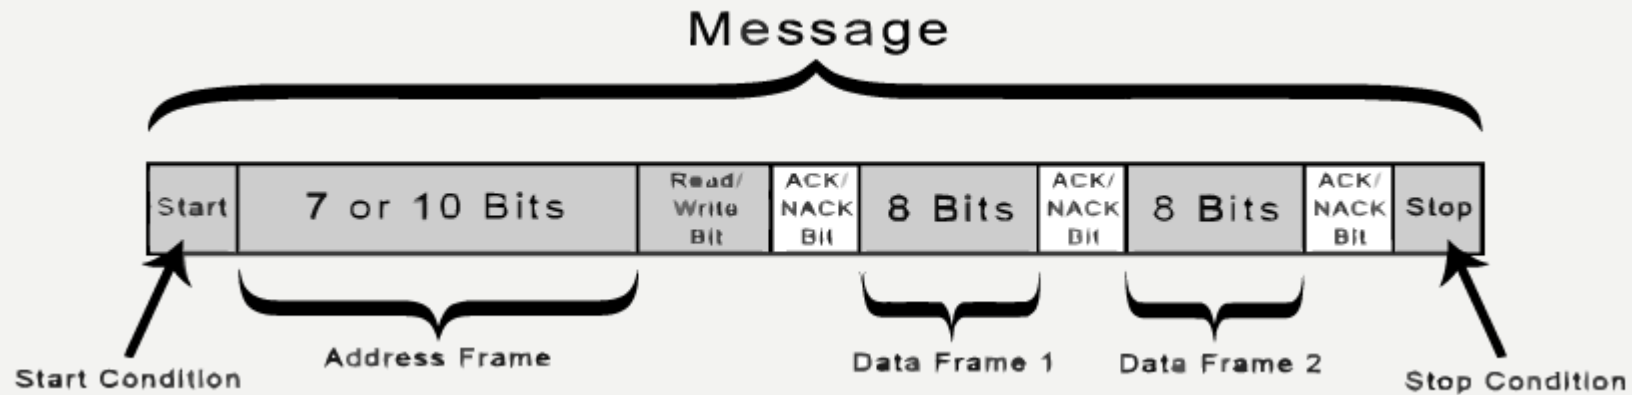 Message
Start
7 or 10 Bits
Read/
Write
Bit
ACK/
NACK
Bit
8 Bits
ACK/
NACK
Bit
8 Bits
ACK/
NACK
Bit
Stop
Start Condition
Address Frame
Data Frame 1
Data Frame 2
Stop Condition